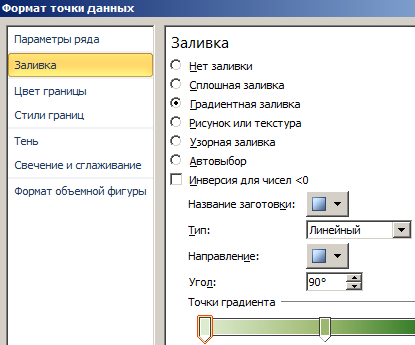 Формат точки данных
Параметры ряда
Заливка
Цвет границы
Стили границ
Тень
Свечение и сглаживание
Формат объемной фигуры
Заливка
Нет заливки
Сплошная заливка
Градиентная заливка
Рисунок или текстура
Узорная заливка
Автовыбор
Инверсия для чисел <0
Название заготовки:
Тип: Линейный
Направление:
Угол: 90°
Точки градиента